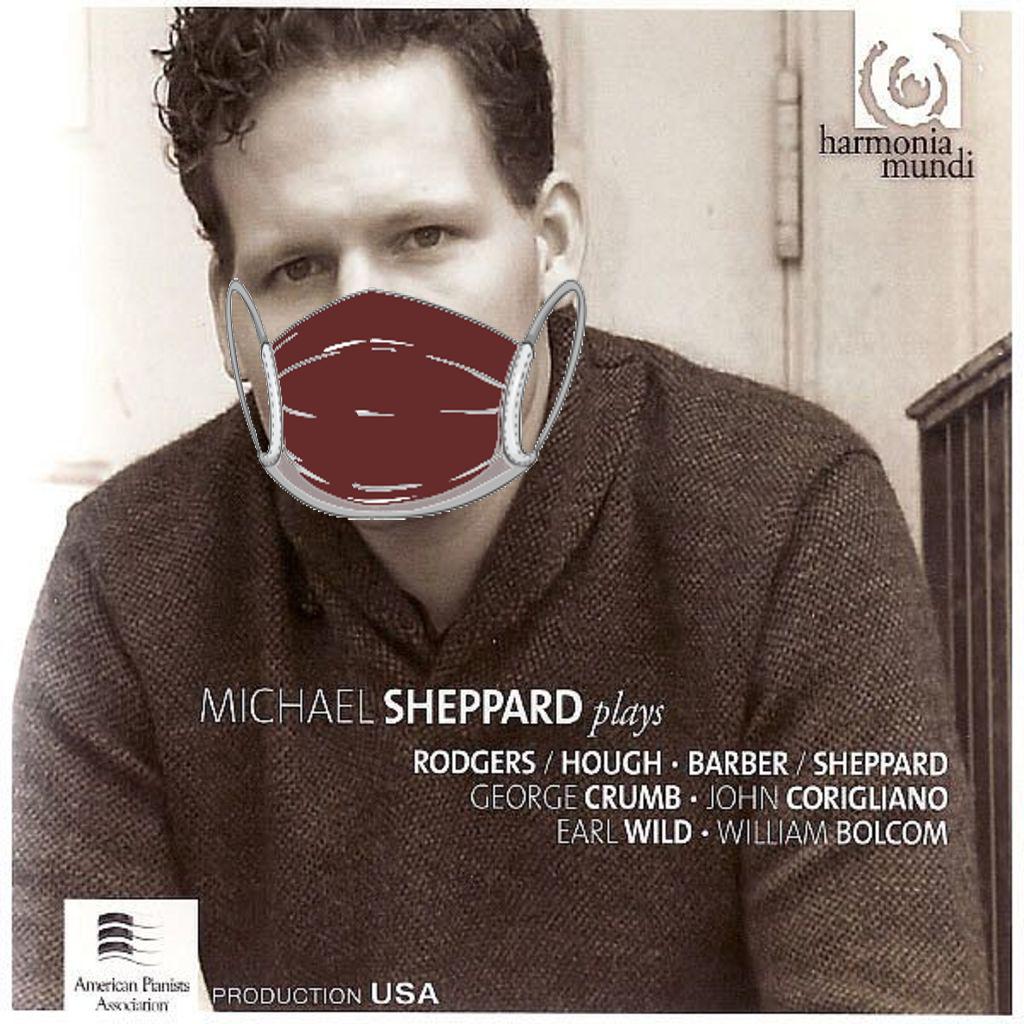 harmonia
mundi
MICHAEL SHEPPARD plays
RODGERS / HOUGH • BARBER / SHEPPARD
GEORGE CRUMB • JOHN CORIGLIANO
EARL WILD • WILLIAM BOLCOM
American Pianists
Association
PRODUCTION USA